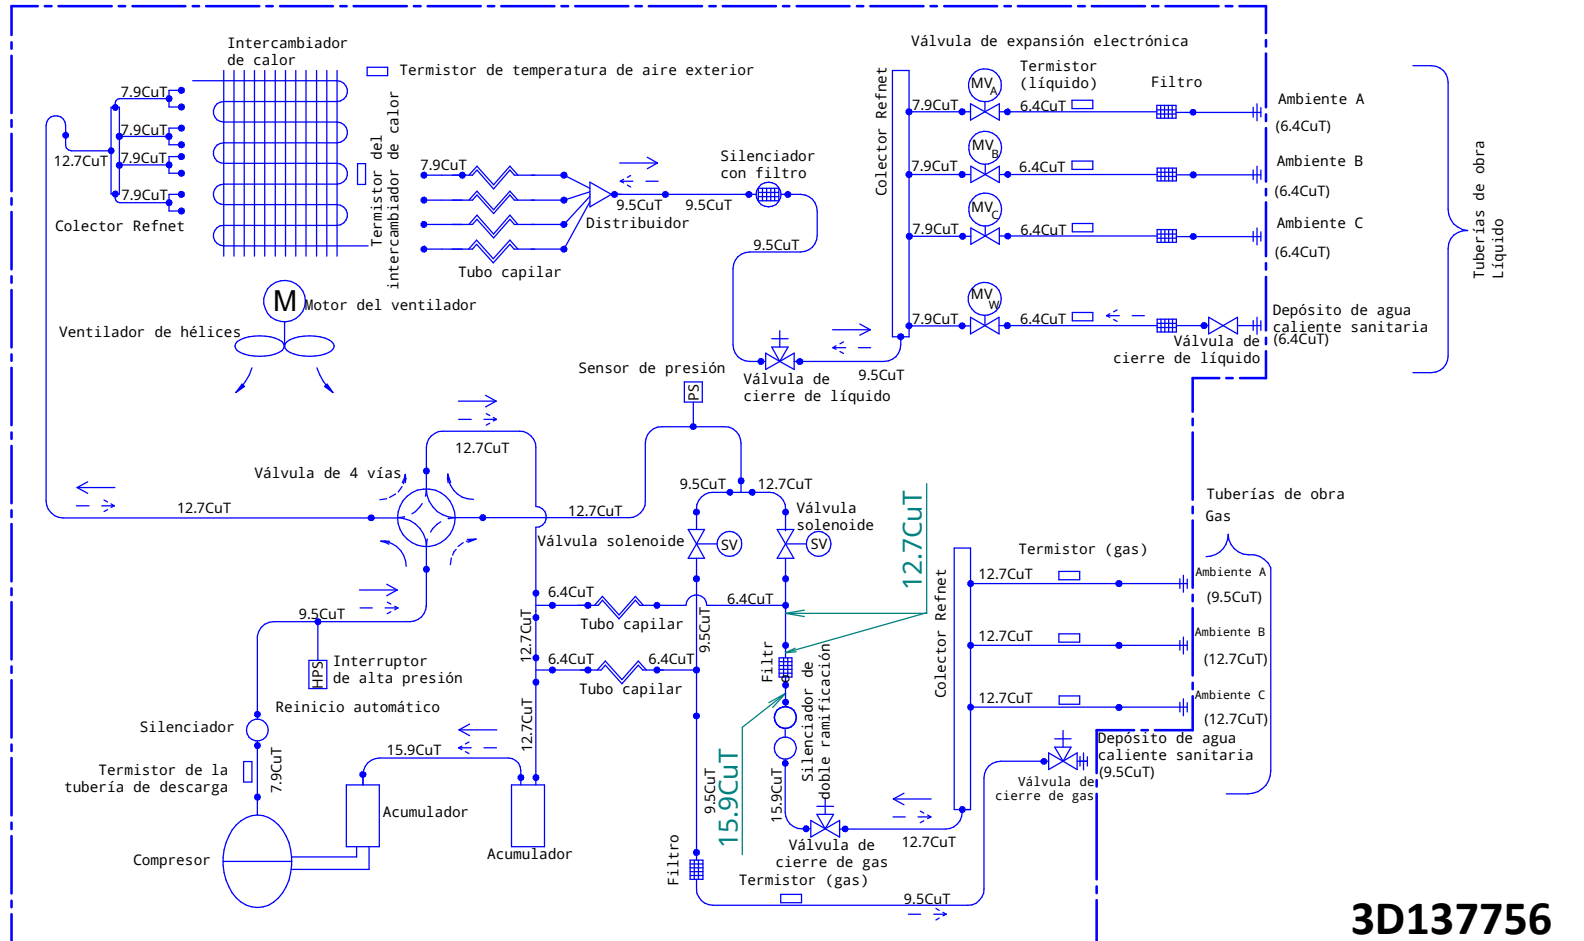 Intercambiador
de calor
Termistor de temperatura de aire exterior
7.9CuT
7.9CuT
7.9CuT
7.9CuT
12.7CuT
Colector Refnet
Termistor del
intercambiador de calor
7.9CuT
Tubo capilar
Distribuidor
9.5CuT
9.5CuT
Silenciador
con filtro
9.5CuT
M
Motor del ventilador
Ventilador de hélices
Válvula de expansión electrónica
Colector Refnet
Termistor
(líquido)
Filtro
MV A
7.9CuT
6.4CuT
Ambiente A
(6.4CuT)
MV B
7.9CuT
6.4CuT
Ambiente B
(6.4CuT)
MV C
7.9CuT
6.4CuT
Ambiente C
(6.4CuT)
MV W
7.9CuT
6.4CuT
Depósito de agua
caliente sanitaria
(6.4CuT)
Válvula de
cierre de líquido
Tuberías de obra
Líquido
Válvula de
cierre de líquido
9.5CuT
Sensor de presión
PS
12.7CuT
Válvula de 4 vías
12.7CuT
12.7CuT
9.5CuT
12.7CuT
Válvula solenoide
SV
Válvula
solenoide
SV
12.7CuT
6.4CuT
Tubo capilar
6.4CuT
9.5CuT
12.7CuT
6.4CuT
6.4CuT
Tubo capilar
12.7CuT
9.5CuT
HPS
Interruptor
de alta presión
Reinicio automático
Silenciador
7.9CuT
Termistor de la
tubería de descarga
Compresor
15.9CuT
Acumulador
Acumulador
Filtr
Silenciador de
doble ramificación
15.9CuT
15.9CuT
9.5CuT
Filtro
Válvula de
cierre de gas
Termistor (gas)
12.7CuT
9.5CuT
Colector Refnet
Termistor (gas)
Tuberías de obra
Gas
12.7CuT
Ambiente A
(9.5CuT)
12.7CuT
Ambiente B
(12.7CuT)
12.7CuT
Ambiente C
(12.7CuT)
Depósito de agua
caliente sanitaria
(9.5CuT)
Válvula de
cierre de gas
3D137756